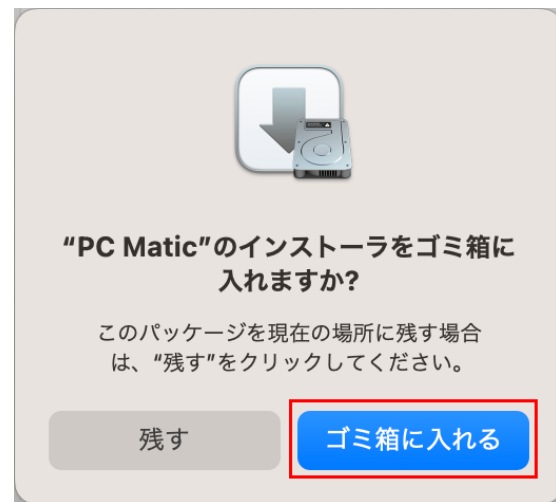 “PC Matic”のインストーラをゴミ箱に
入れますか?
このパッケージを現在の場所に残す場合
は、“残す”をクリックしてください。
残す
ゴミ箱に入れる